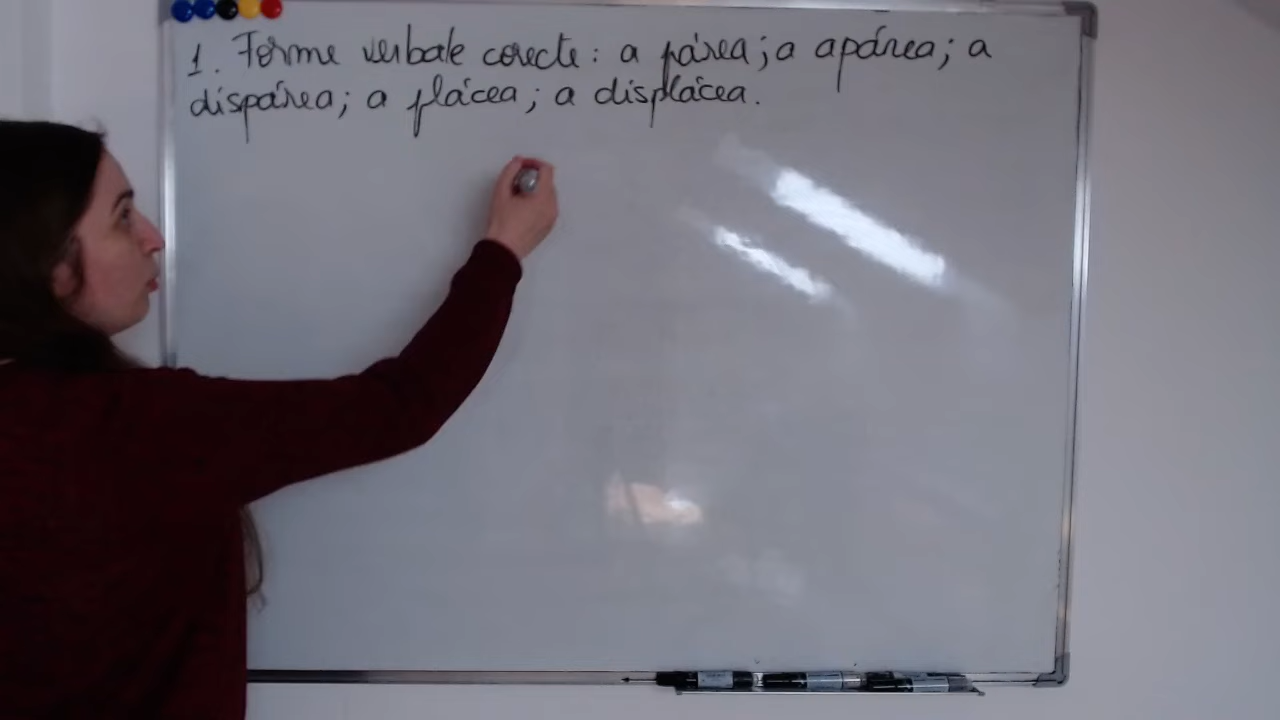 1. Forme verbale corecte: a părea; a apărea; a
dispărea; a plăcea; a displăcea.